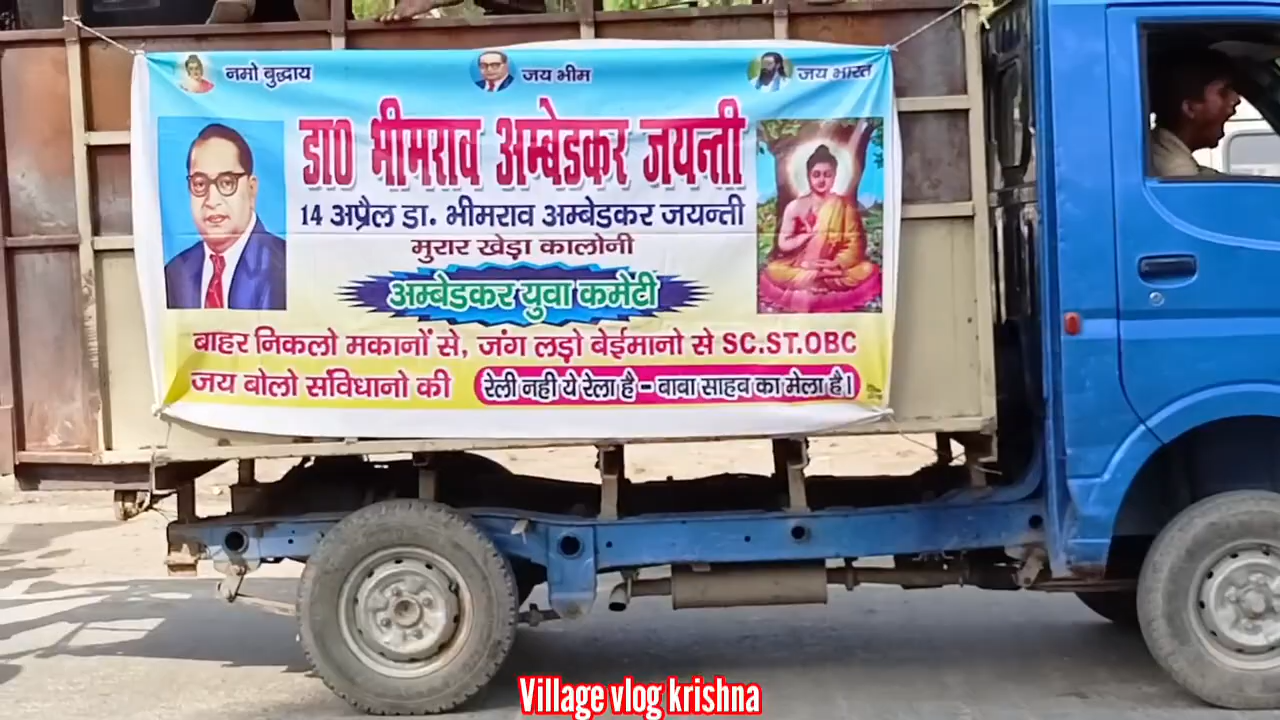 नमो बुद्धाय जय भीम जय भारत
डा0 भीमराव अम्बेडकर जयन्ती
14 अप्रैल डा. भीमराव अम्बेडकर जयन्ती
मुरार खेड़ा कालोनी
अम्बेडकर युवा कमेटी
बाहर निकलो मकानों से, जंग लड़ो बेईमानो से SC.ST.OBC
जय बोलो संविधानो की रेली नही ये रेला है - बाबा साहब का मेला है।
Village vlog krishna